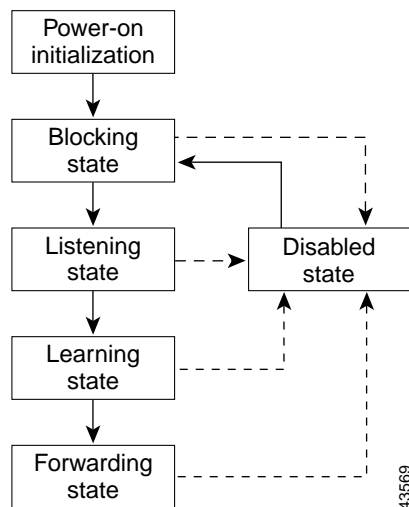 Power-on
initialization
Blocking
state
Listening
state
Disabled
state
Learning
state
Forwarding
state
43569